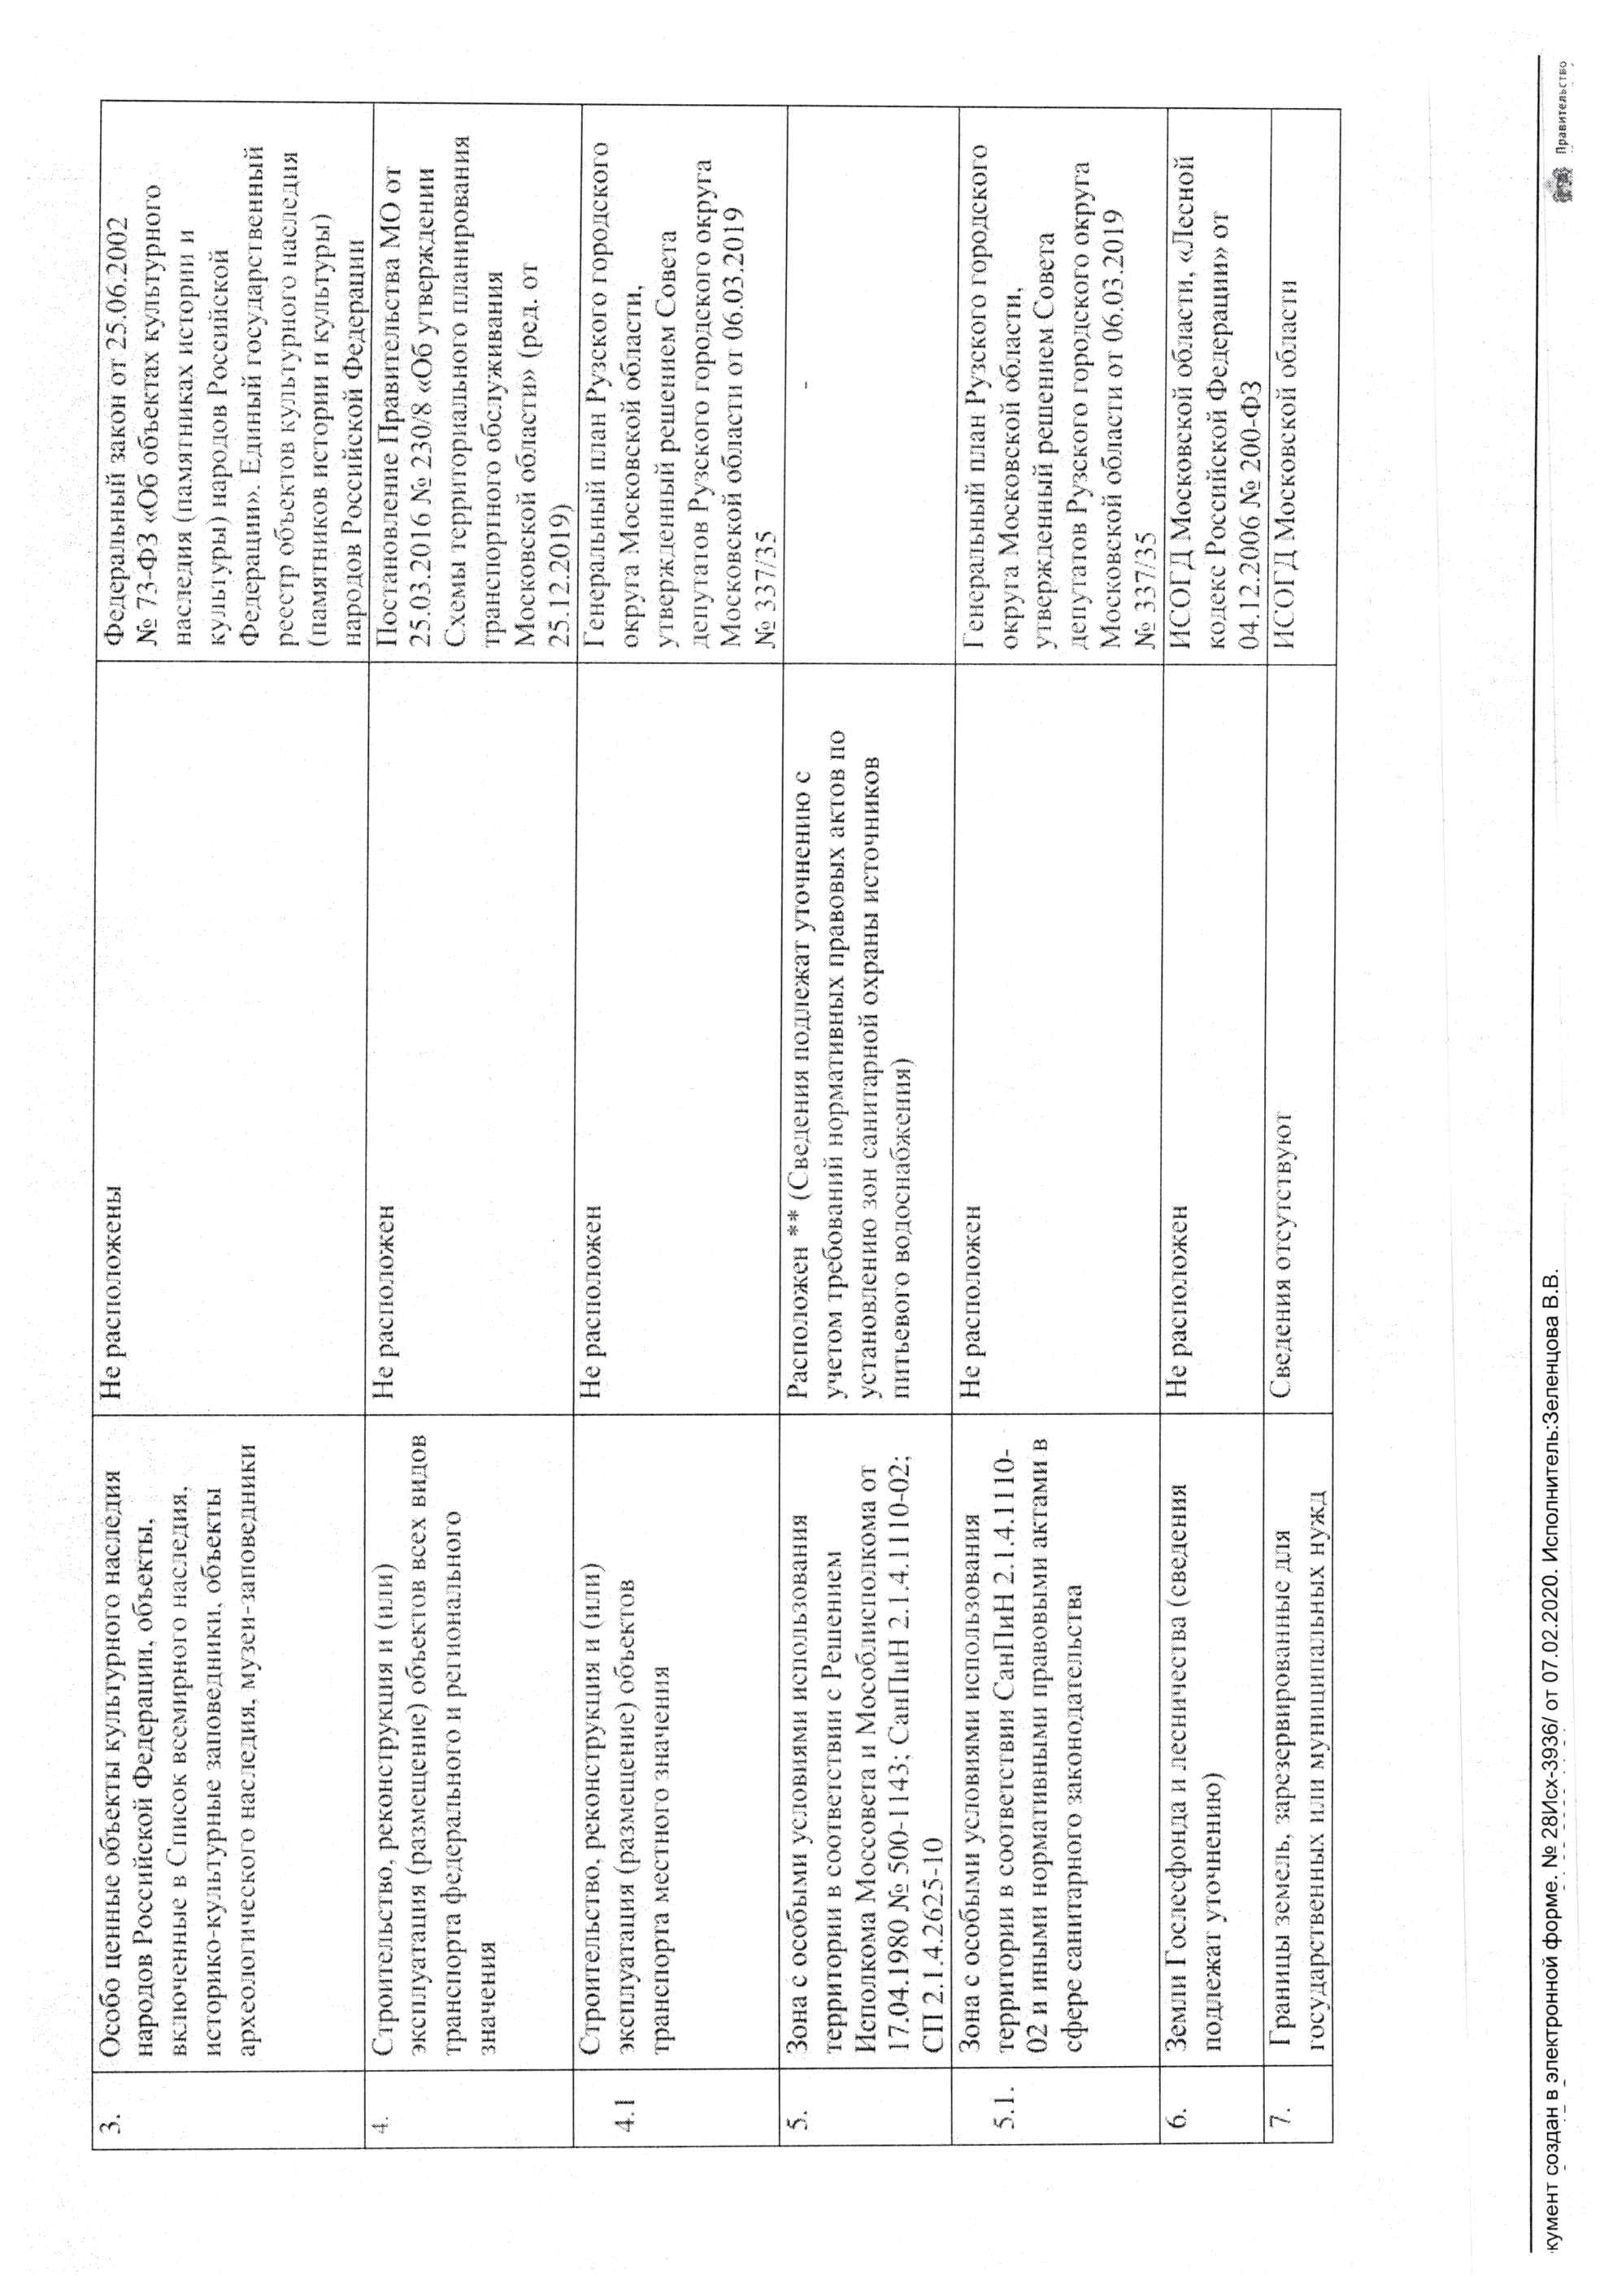 3.
Особо ценные объекты культурного наследия
народов Российской Федерации, объекты,
включенные в Список всемирного наследия,
историко-культурные заповедники, объекты
археологического наследия, музеи-заповедники
Не расположены
Федеральный закон от 25.06.2002
№ 73-ФЗ «Об объектах культурного
наследия (памятниках истории и
культуры) народов Российской
Федерации». Единый государственный
реестр объектов культурного наследия
(памятников истории и культуры)
народов Российской Федерации
4.
Строительство, реконструкция и (или)
эксплуатация (размещение) объектов всех видов
транспорта федерального и регионального
значения
Не расположен
Постановление Правительства МО от
25.03.2016 № 230/8 «Об утверждении
Схемы территориального планирования
транспортного обслуживания
Московской области» (ред. от
25.12.2019)
4.1
Строительство, реконструкция и (или)
эксплуатация (размещение) объектов
транспорта местного значения
Не расположен
Генеральный план Рузского городского
округа Московской области,
утвержденный решением Совета
депутатов Рузского городского округа
Московской области от 06.03.2019
№ 337/35
5.
Зона с особыми условиями использования
территории в соответствии с Решением
Исполкома Моссовета и Мособлисполкома от
17.04.1980 № 500-1143; СанПиН 2.1.4.1110-02;
СП 2.1.4.2625-10
Расположен ** (Сведения подлежат уточнению с
учетом требований нормативных правовых актов по
установлению зон санитарной охраны источников
питьевого водоснабжения)
-
5.1.
Зона с особыми условиями использования
территории в соответствии СанПиН 2.1.4.1110-
02 и иными нормативными правовыми актами в
сфере санитарного законодательства
Не расположен
Генеральный план Рузского городского
округа Московской области,
утвержденный решением Совета
депутатов Рузского городского округа
Московской области от 06.03.2019
№ 337/35
6.
Земли Гослесфонда и лесничества (сведения
подлежат уточнению)
Не расположен
ИСОГД Московской области, «Лесной
кодекс Российской Федерации» от
04.12.2006 № 200-ФЗ
7.
Границы земель, зарезервированные для
государственных или муниципальных нужд
Сведения отсутствуют
ИСОГД Московской области
кумент создан в электронной форме. № 28Исх-3936/ от 07.02.2020. Исполнитель:Зеленцова В.В.
Правительство